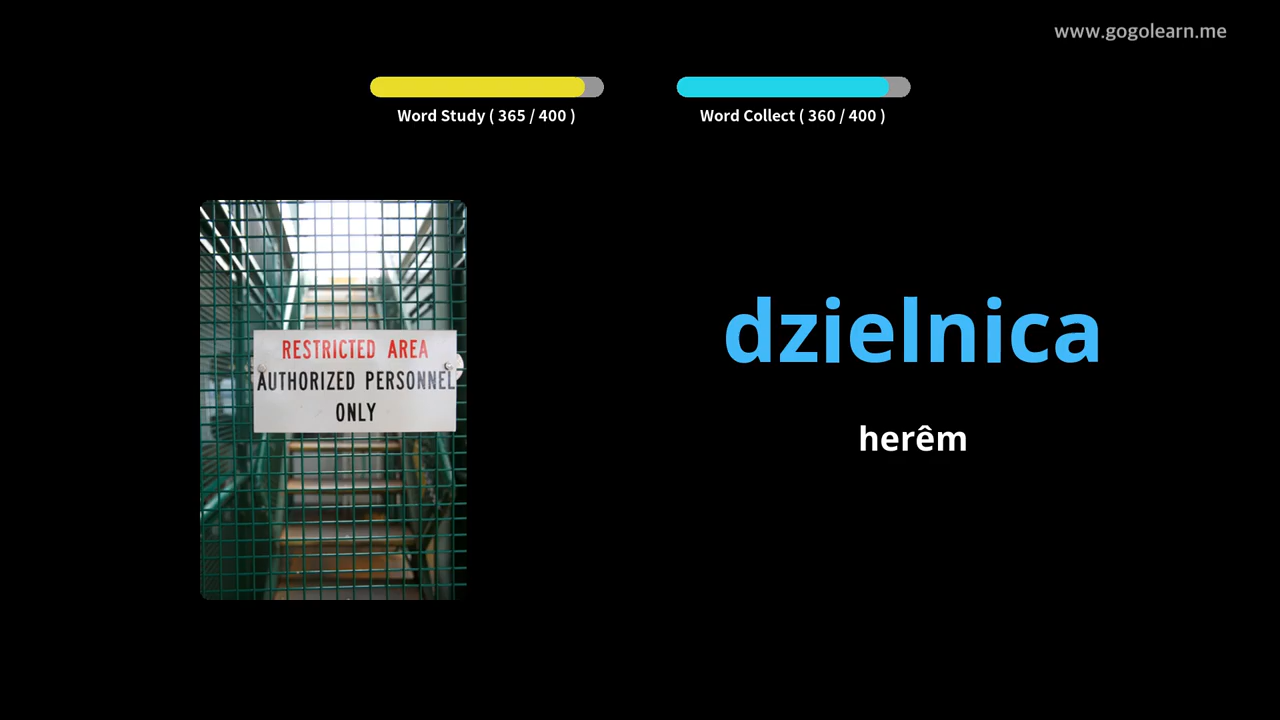 www.gogolearn.me
Word Study ( 365 / 400 )
Word Collect ( 360 / 400 )
RESTRICTED AREA
AUTHORIZED PERSONNEL
ONLY
dzielnica
herêm